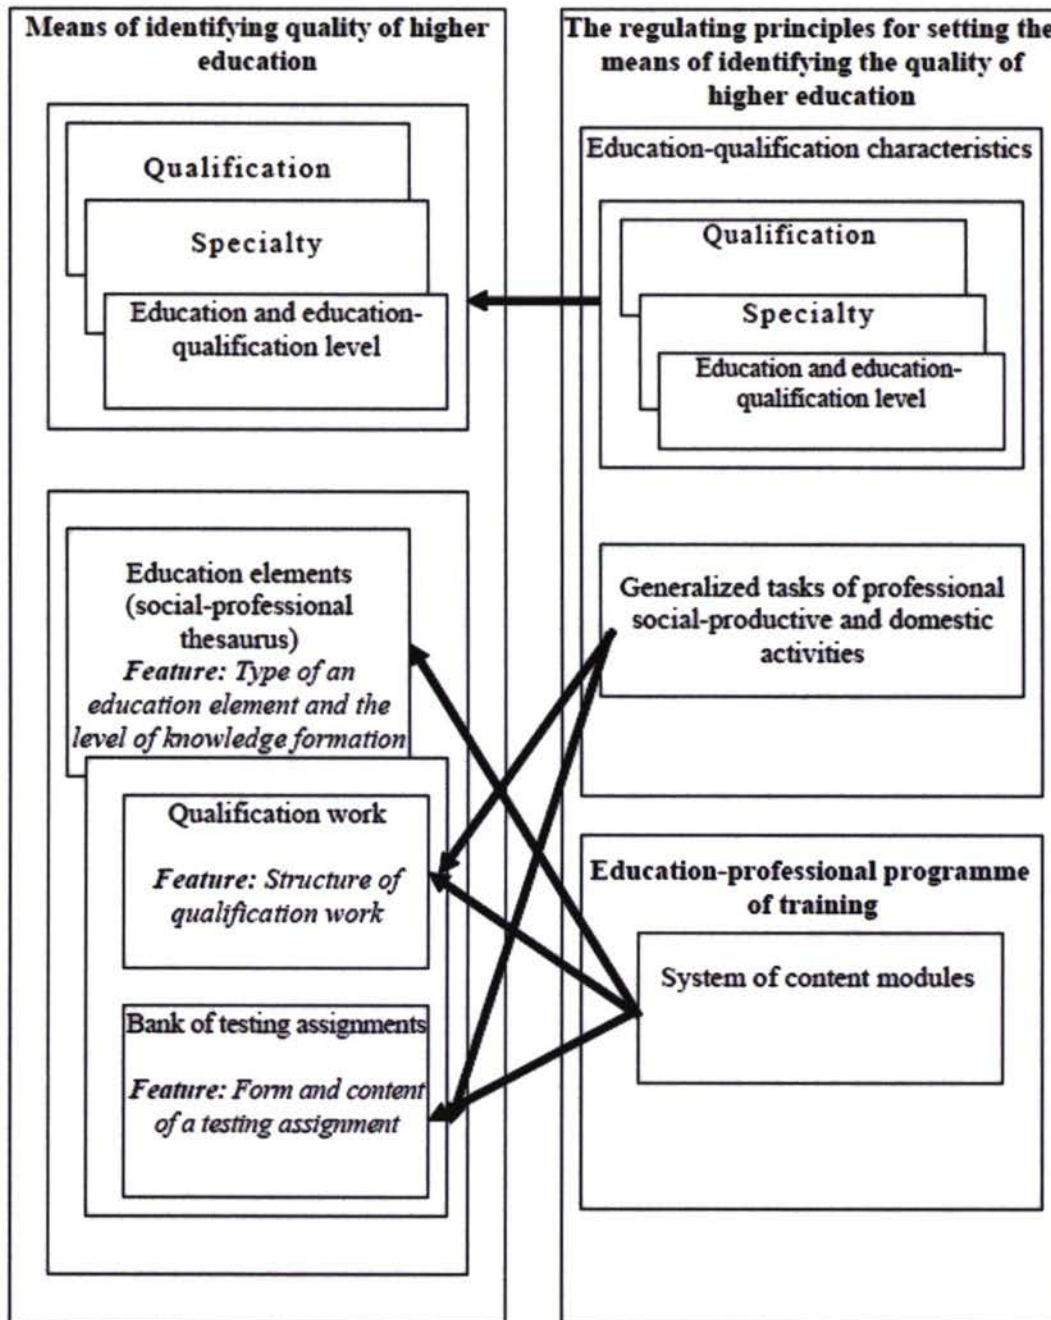 Means of identifying quality of higher
education
Qualification
Specialty
Education and education-
qualification level
Education elements
(social-professional
thesaurus)
Feature: Type of an
education element and the
level of knowledge formation
Qualification work
Feature: Structure of
qualification work
Bank of testing assignments
Feature: Form and content
of a testing assignment
The regulating principles for setting the
means of identifying the quality of
higher education
Education-qualification characteristics
Qualification
Specialty
Education and education-
qualification level
Generalized tasks of professional
social-productive and domestic
activities
Education-professional programme
of training
System of content modules